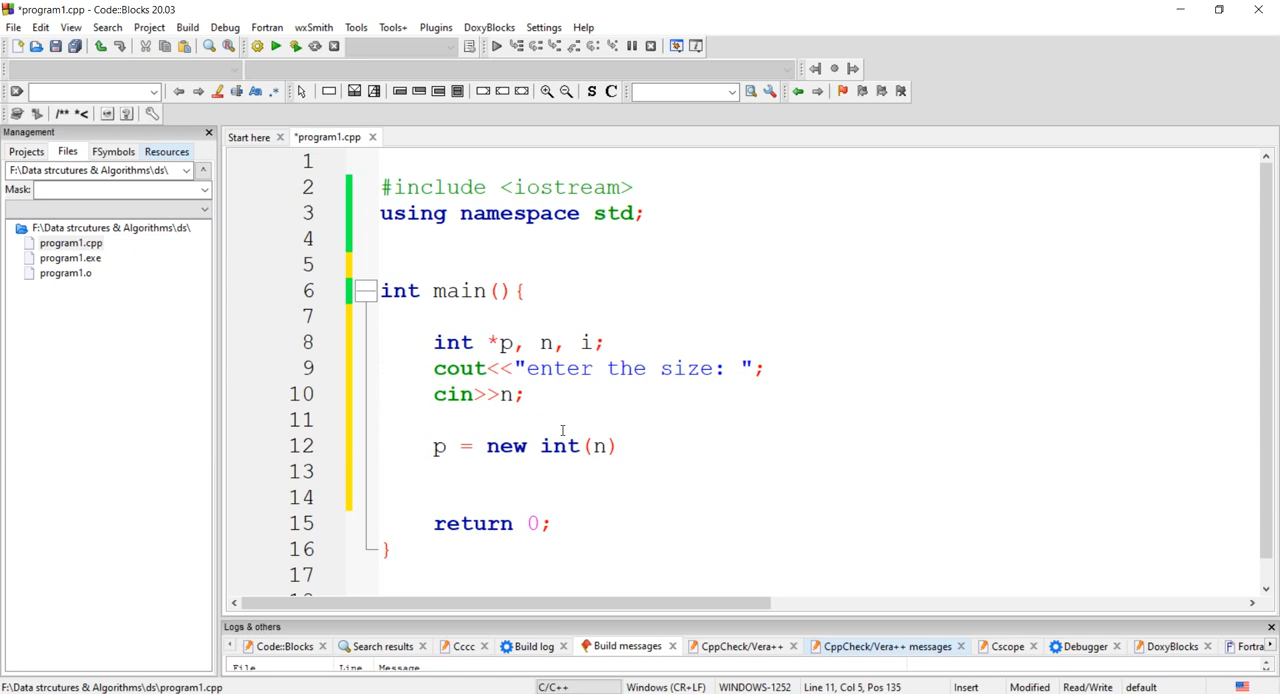 *program1.cpp - Code::Blocks 20.03
File Edit View Search Project Build Debug Fortran wxSmith Tools Tools+ Plugins DoxyBlocks Settings Help
S C
/** *<
Management
Start here *program1.cpp
Projects Files FSymbols Resources
F:\Data strcutures & Algorithms\ds\
Mask:
F:\Data strcutures & Algorithms\ds\
program1.cpp
program1.exe
program1.o
1
2 #include <iostream>
3 using namespace std;
4
5
6 int main(){
7
8 int *p, n, i;
9 cout<<"enter the size: ";
10 cin>>n;
11
12 p = new int(n)
13
14
15 return 0;
16 }
17
Logs & others
Code::Blocks Search results Cccc Build log Build messages CppCheck/Vera++ CppCheck/Vera++ messages Cscope Debugger DoxyBlocks Fortra
File Line Message
F:\Data strcutures & Algorithms\ds\program1.cpp C/C++ Windows (CR+LF) WINDOWS-1252 Line 11, Col 5, Pos 135 Insert Modified Read/Write default